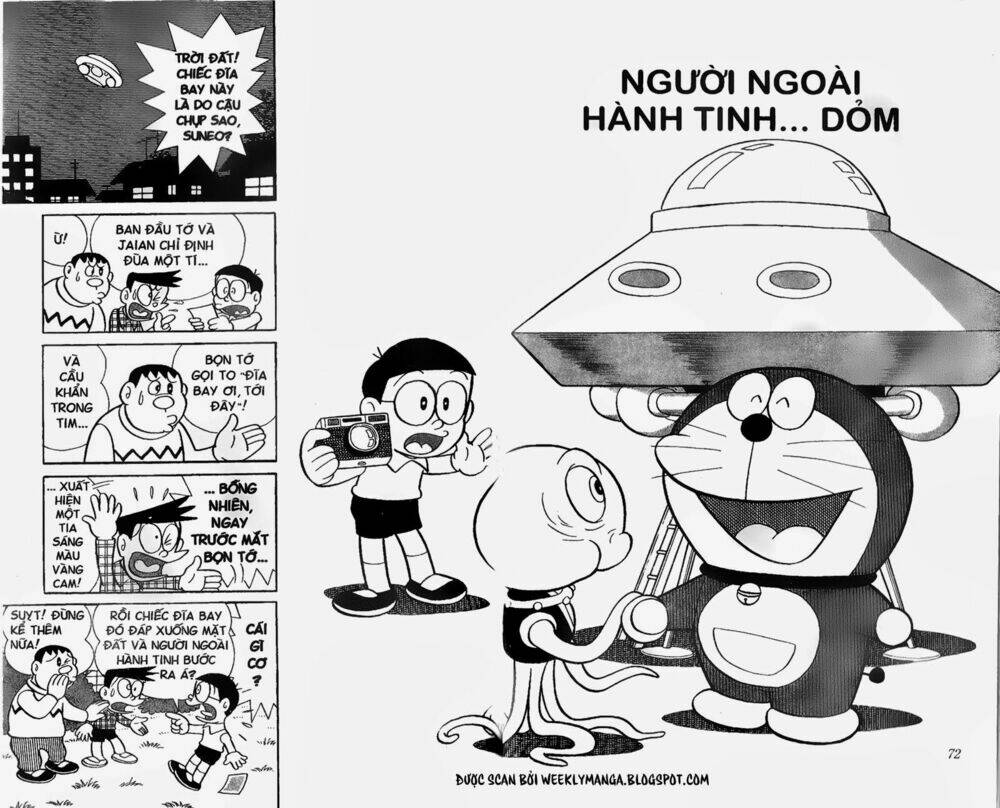 NGƯỜI NGOÀI
HÀNH TINH... DỎM
72
ĐƯỢC SCAN BỞI WEEKLYMANGA.BLOGSPOT.COM
TRỜI ĐẤT!
CHIẾC ĐĨA
BAY NÀY
LÀ DO CẬU
CHỤP SAO,
SUNEO?
BAN ĐẦU TỚ VÀ
JAIAN CHỈ ĐỊNH
ĐÙA MỘT TÍ...
Ừ!
BỌN TỚ
GỌI TO "ĐĨA
BAY ƠI, TỚI
ĐÂY"!
VÀ
CẦU
KHẨN
TRONG
TIM...
... BỖNG
NHIÊN,
NGAY
TRƯỚC MẮT
BỌN TỚ...
... XUẤT
HIỆN
MỘT
TIA
SÁNG
MÀU
VÀNG
CAM!
CÁI
GÌ
CƠ
?
RỒI CHIẾC ĐĨA BAY
ĐÓ ĐÁP XUỐNG MẶT
ĐẤT VÀ NGƯỜI NGOÀI
HÀNH TINH BƯỚC
RA Á?
SUỴT! ĐỪNG
KỂ THÊM
NỮA!